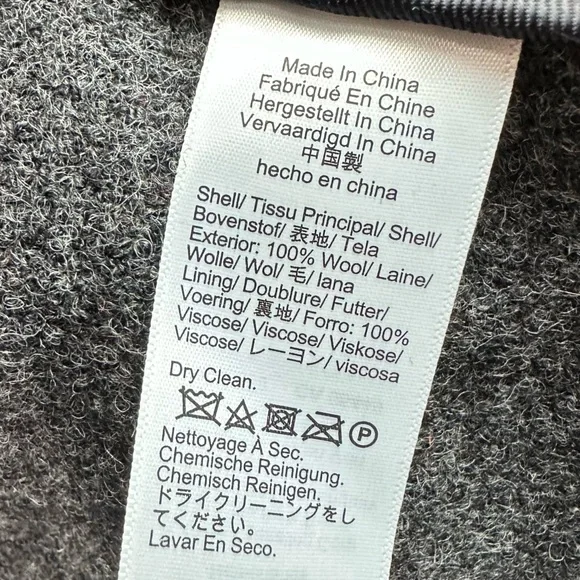 Made In China
Fabriqué En Chine
Hergestellt In China
Vervaardigd In China
中国製
hecho en china
Shell/ Tissu Principal/ Shell/
Bovenstof/ 表地/ Tela
Exterior: 100% Wool/ Laine/
Wolle/ Wol/ 毛/ lana
Lining/ Doublure/ Futter/
Voering/ 裏地/ Forro: 100%
Viscose/ Viscose/ Viskose/
Viscose/ レーヨン/ viscosa
Dry Clean.
P
Nettoyage À Sec.
Chemische Reinigung.
Chemisch Reinigen.
ドライクリーニングをし
てください。
Lavar En Seco.